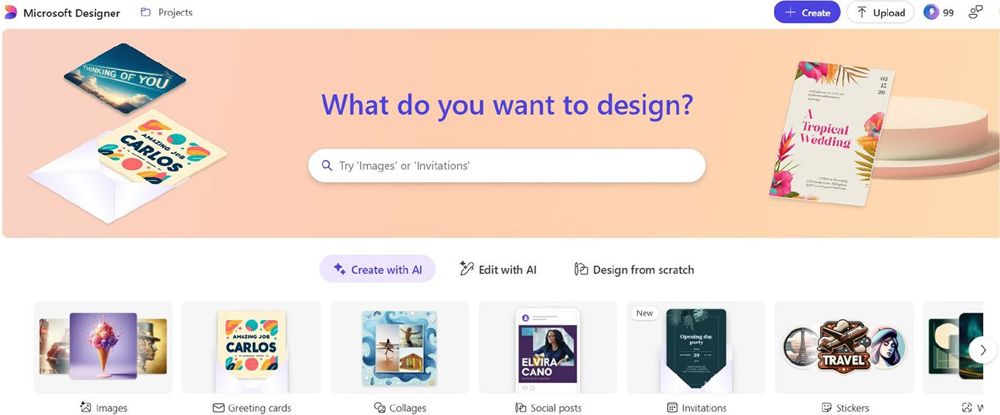 Microsoft Designer
Projects
Create
Upload
99
THINKING OF YOU
AMAZING JOB
CARLOS
What do you want to design?
Try 'Images' or 'Invitations'
03
15
26
A
Tropical
Wedding
Create with AI
Edit with AI
Design from scratch
AMAZING JOB
CARLOS
ELVIRA
CANO
New
Opening day
party
29
TRAVEL
Images
Greeting cards
Collages
Social posts
Invitations
Stickers